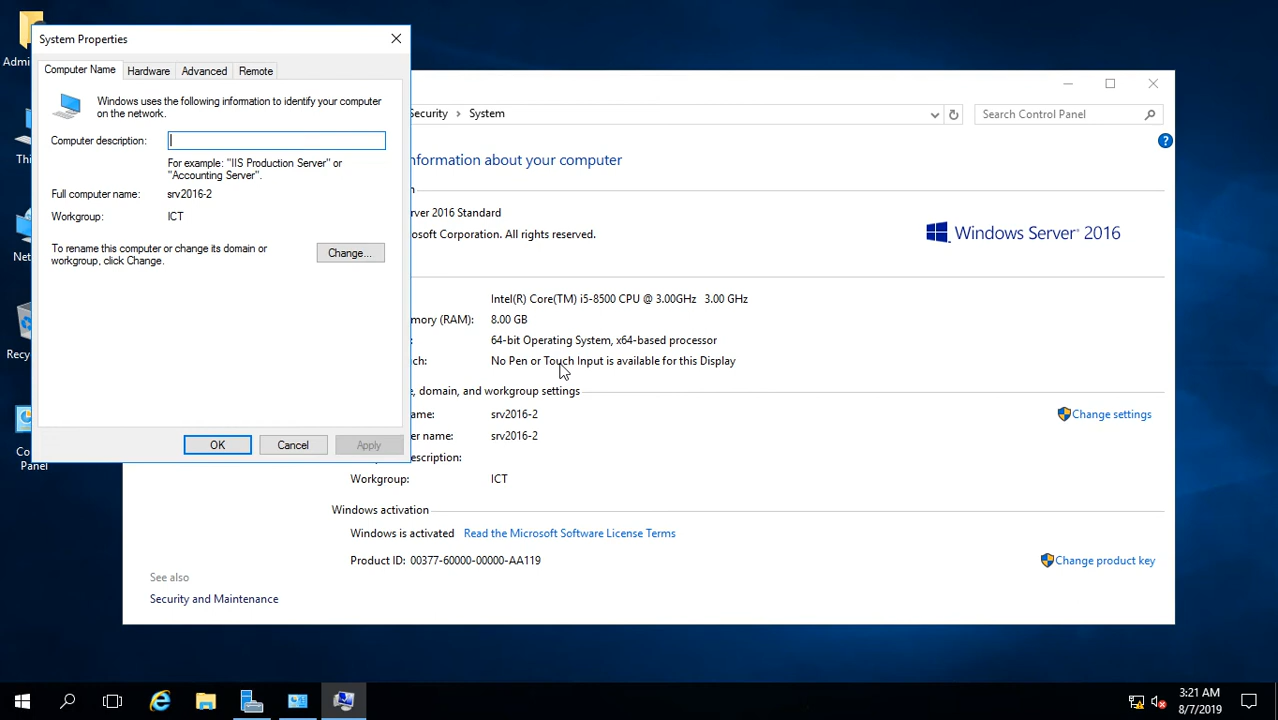 System Properties
Computer Name Hardware Advanced Remote
Windows uses the following information to identify your computer
on the network.
Computer description:
For example: "IIS Production Server" or
"Accounting Server".
Full computer name: srv2016-2
Workgroup: ICT
To rename this computer or change its domain or
workgroup, click Change.
Change...
OK Cancel Apply
Security > System
Search Control Panel
nformation about your computer
rver 2016 Standard
osoft Corporation. All rights reserved.
Windows Server® 2016
Intel(R) Core(TM) i5-8500 CPU @ 3.00GHz 3.00 GHz
mory (RAM): 8.00 GB
64-bit Operating System, x64-based processor
ch: No Pen or Touch Input is available for this Display
e, domain, and workgroup settings
ame: srv2016-2
Change settings
er name: srv2016-2
escription:
Workgroup: ICT
Windows activation
Windows is activated Read the Microsoft Software License Terms
Product ID: 00377-60000-00000-AA119
Change product key
See also
Security and Maintenance
Admi
Thi
Net
Recy
Co
Panel
3:21 AM
8/7/2019